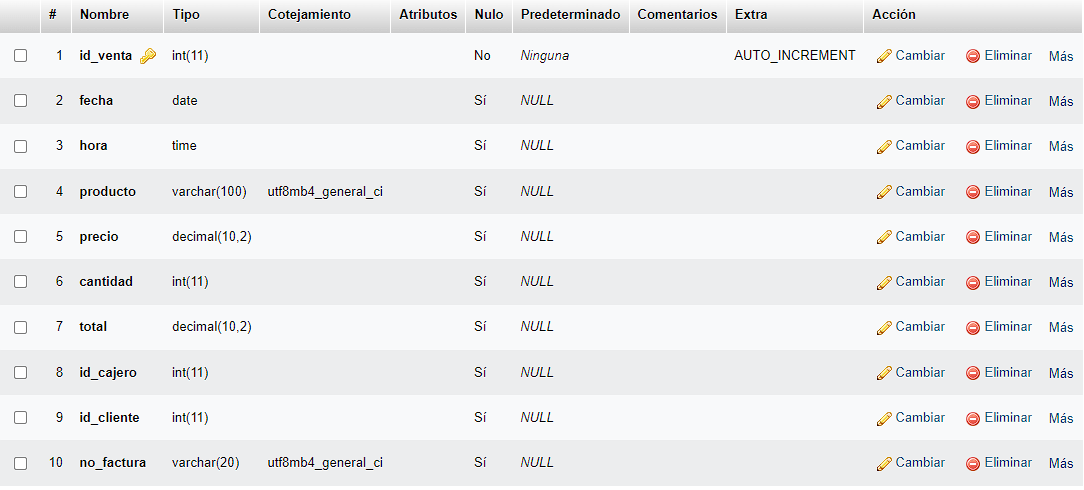 # Nombre Tipo Cotejamiento Atributos Nulo Predeterminado Comentarios Extra Acción
1 id_venta int(11) No Ninguna AUTO_INCREMENT Cambiar Eliminar Más
2 fecha date Sí NULL Cambiar Eliminar Más
3 hora time Sí NULL Cambiar Eliminar Más
4 producto varchar(100) utf8mb4_general_ci Sí NULL Cambiar Eliminar Más
5 precio decimal(10,2) Sí NULL Cambiar Eliminar Más
6 cantidad int(11) Sí NULL Cambiar Eliminar Más
7 total decimal(10,2) Sí NULL Cambiar Eliminar Más
8 id_cajero int(11) Sí NULL Cambiar Eliminar Más
9 id_cliente int(11) Sí NULL Cambiar Eliminar Más
10 no_factura varchar(20) utf8mb4_general_ci Sí NULL Cambiar Eliminar Más